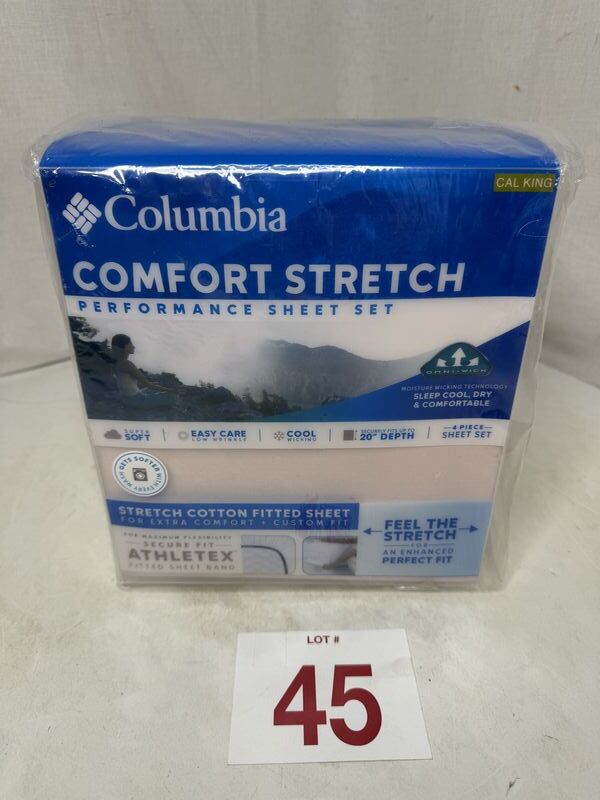 CAL KING
Columbia
COMFORT STRETCH
PERFORMANCE SHEET SET
OMNI-WICK
MOISTURE WICKING TECHNOLOGY
SLEEP COOL, DRY
& COMFORTABLE
SUPER
SOFT
EASY CARE
LOW WRINKLE
COOL
WICKING
SECURELY FITS UP TO
20" DEPTH
4 PIECE
SHEET SET
GETS SOFTER
WITH EVERY WASH
STRETCH COTTON FITTED SHEET
FOR EXTRA COMFORT + CUSTOM FIT
FOR MAXIMUM FLEXIBILITY
SECURE FIT
ATHLETEX
FITTED SHEET BAND
FEEL THE
STRETCH
FOR
AN ENHANCED
PERFECT FIT
LOT #
45